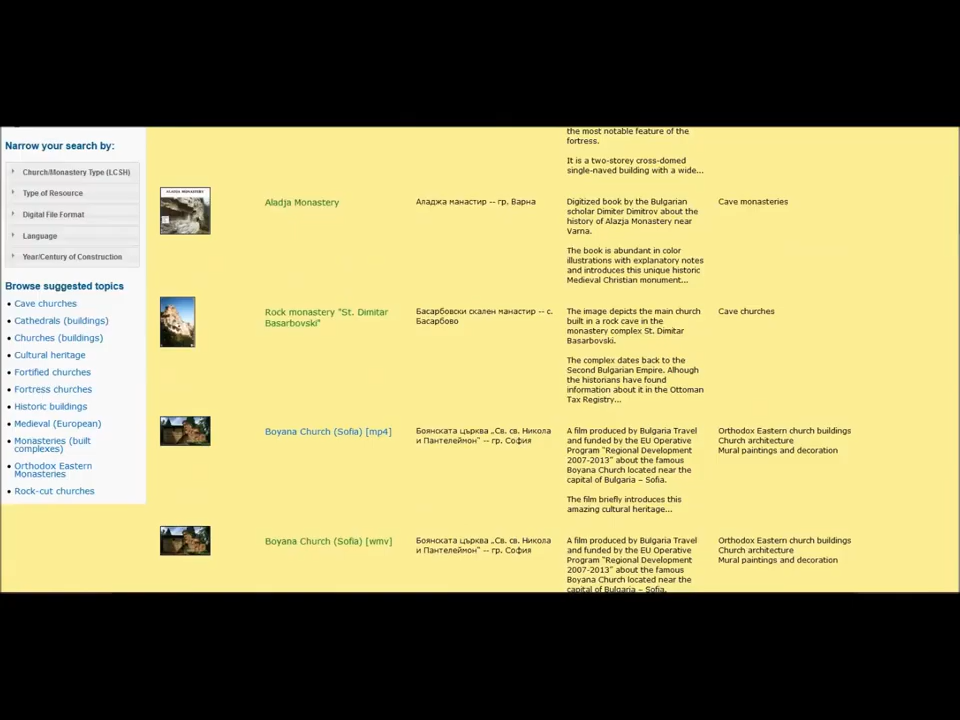 Narrow your search by:
Church/Monastery Type (LCSH)
Type of Resource
Digital File Format
Language
Year/Century of Construction
Browse suggested topics
Cave churches
Cathedrals (buildings)
Churches (buildings)
Cultural heritage
Fortified churches
Fortress churches
Historic buildings
Medieval (European)
Monasteries (built
complexes)
Orthodox Eastern
Monasteries
Rock-cut churches
the most notable feature of the
fortress.
It is a two-storey cross-domed
single-naved building with a wide...
ALADJA MONASTERY
Aladja Monastery
Аладжа манастир -- гр. Варна
Digitized book by the Bulgarian
scholar Dimiter Dimitrov about the
history of Alazja Monastery near
Varna.
The book is abundant in color
illustrations with explanatory notes
and introduces this unique historic
Medieval Christian monument...
Cave monasteries
Rock monastery "St. Dimitar
Basarbovski"
Басарбовски скален манастир -- с.
Басарбово
The image depicts the main church
built in a rock cave in the
monastery complex St. Dimitar
Basarbovski.
The complex dates back to the
Second Bulgarian Empire. Alhough
the historians have found
information about it in the Ottoman
Tax Registry...
Cave churches
Boyana Church (Sofia) [mp4]
Боянската църква „Св. св. Никола
и Пантелеймон" -- гр. София
A film produced by Bulgaria Travel
and funded by the EU Operative
Program "Regional Development
2007-2013" about the famous
Boyana Church located near the
capital of Bulgaria – Sofia.
The film briefly introduces this
amazing cultural heritage...
Orthodox Eastern church buildings
Church architecture
Mural paintings and decoration
Boyana Church (Sofia) [wmv]
Боянската църква „Св. св. Никола
и Пантелеймон" -- гр. София
A film produced by Bulgaria Travel
and funded by the EU Operative
Program "Regional Development
2007-2013" about the famous
Boyana Church located near the
capital of Bulgaria – Sofia.
Orthodox Eastern church buildings
Church architecture
Mural paintings and decoration